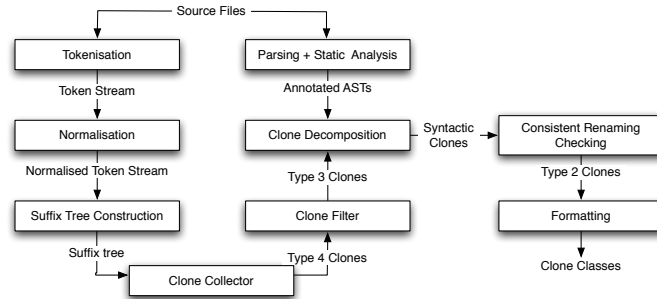 Source Files
Tokenisation
Parsing + Static Analysis
Token Stream
Annotated ASTs
Normalisation
Clone Decomposition
Syntactic
Clones
Consistent Renaming
Checking
Normalised Token Stream
Type 3 Clones
Type 2 Clones
Suffix Tree Construction
Clone Filter
Formatting
Suffix tree
Type 4 Clones
Clone Collector
Clone Classes